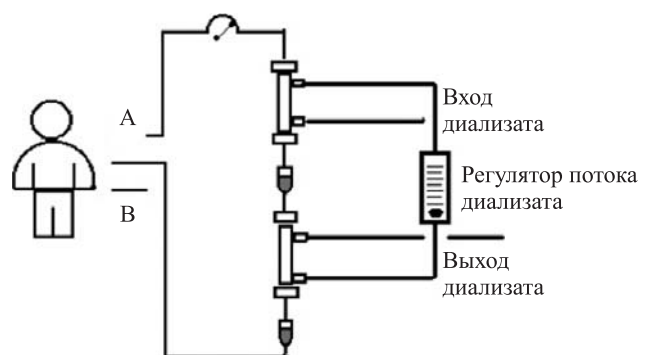 А
В
Вход
диализата
Регулятор потока
диализата
Выход
диализата